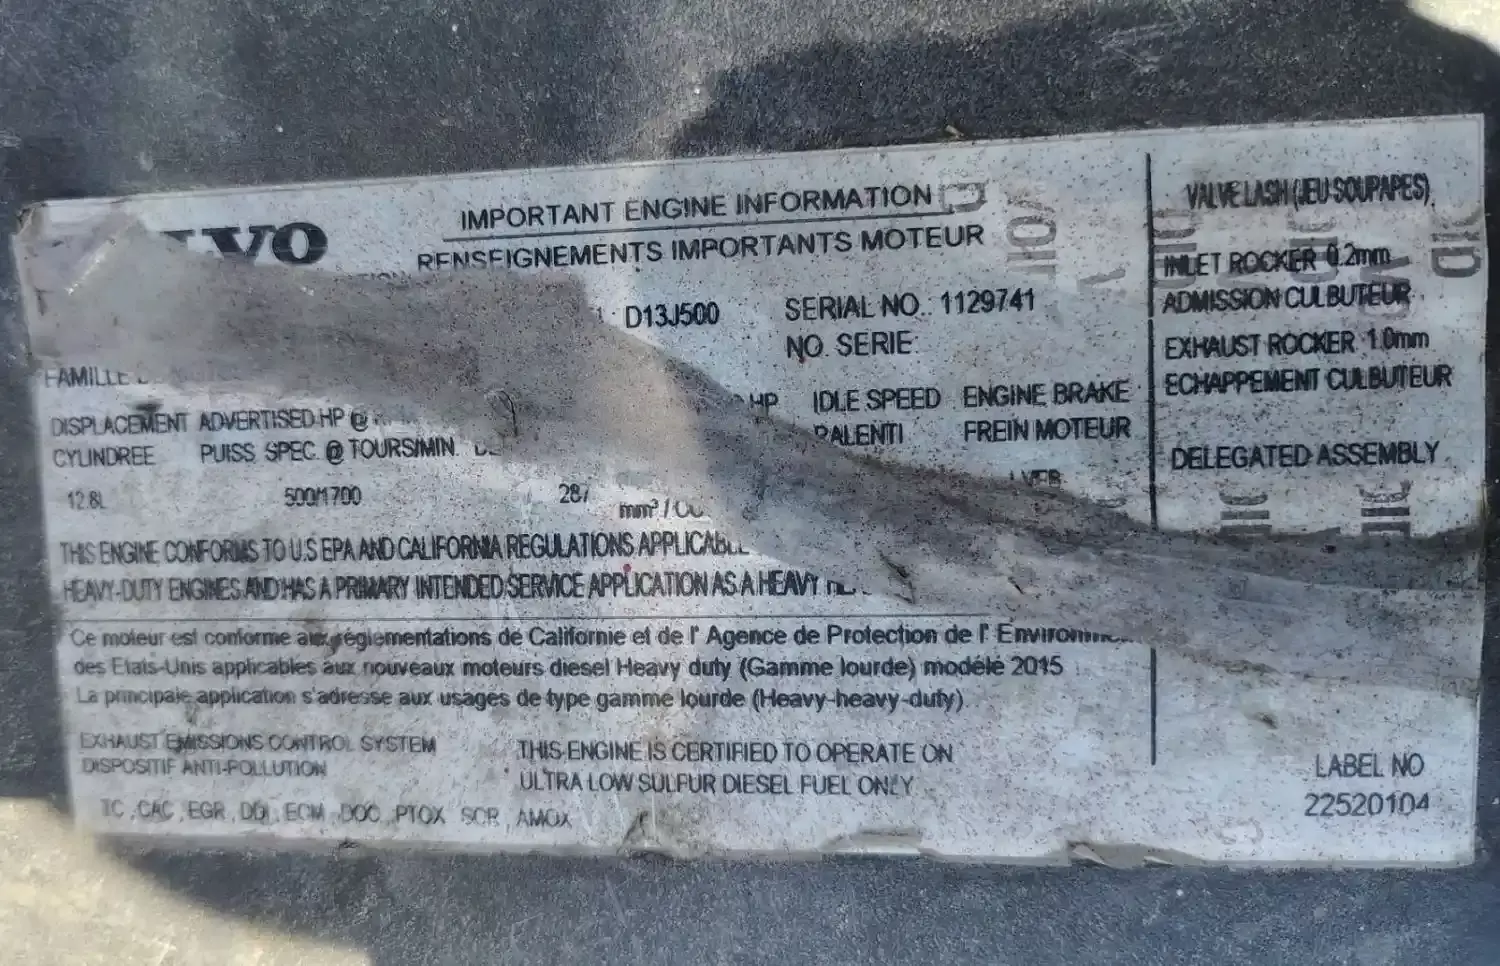 LVO
IMPORTANT ENGINE INFORMATION
RENSEIGNEMENTS IMPORTANTS MOTEUR
D13J500
SERIAL NO.. 1129741
NO. SERIE:
FAMILLE
DISPLACEMENT ADVERTISED HP @
CYLINDREE PUISS. SPEC. @ TOURS/MIN.
HP
IDLE SPEED ENGINE BRAKE
RALENTI FREIN MOTEUR
12.8L 500/1700 287 mm³/
THIS ENGINE CONFORMS TO U.S EPA AND CALIFORNIA REGULATIONS APPLICABLE
HEAVY-DUTY ENGINES AND HAS A PRIMARY INTENDED SERVICE APPLICATION AS A HEAVY
Ce moteur est conforme aux réglementations de Californie et de l' Agence de Protection de l' Environnem
des Etats-Unis applicables aux nouveaux moteurs diesel Heavy duty (Gamme lourde) modele 2015
La principale application s'adresse aux usages de type gamme lourde (Heavy-heavy-duty)
EXHAUST EMISSIONS CONTROL SYSTEM
DISPOSITIF ANTI-POLLUTION
TC , CAC , EGR , DDI , ECM , DOC , PTOX SCR , AMOX
THIS ENGINE IS CERTIFIED TO OPERATE ON
ULTRA LOW SULFUR DIESEL FUEL ONLY
VALVE LASH (JEU SOUPAPES)
INLET ROCKER 0.2mm
ADMISSION CULBUTEUR
EXHAUST ROCKER 1.0mm
ECHAPPEMENT CULBUTEUR
DELEGATED ASSEMBLY
LABEL NO
22520104